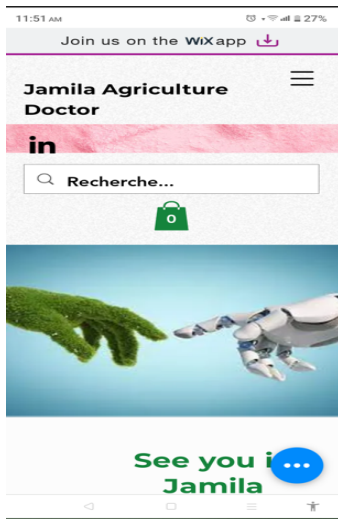 11:51 AM
27%
Join us on the WiX app
Jamila Agriculture
Doctor
in
Recherche...
0
See you i
Jamila